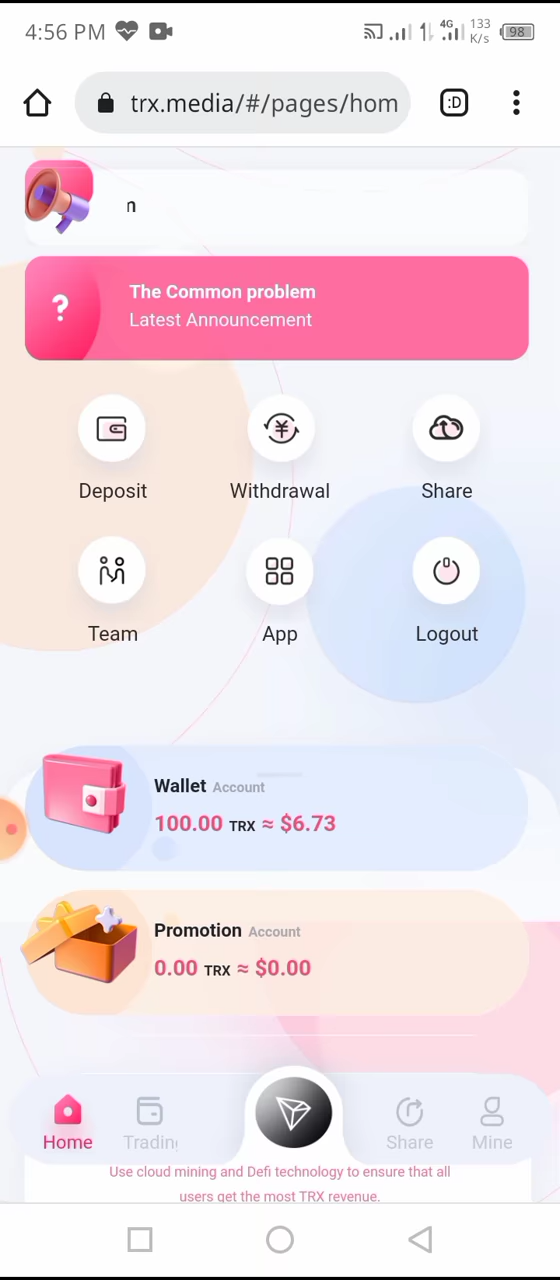 4:56 PM
4G 133 K/s 98
trx.media/#/pages/hom
:D
n
?
The Common problem
Latest Announcement
¥
Deposit Withdrawal Share
Team App Logout
Wallet Account
100.00 TRX ≈ $6.73
Promotion Account
0.00 TRX ≈ $0.00
Home Trading Share Mine
Use cloud mining and Defi technology to ensure that all
users get the most TRX revenue.